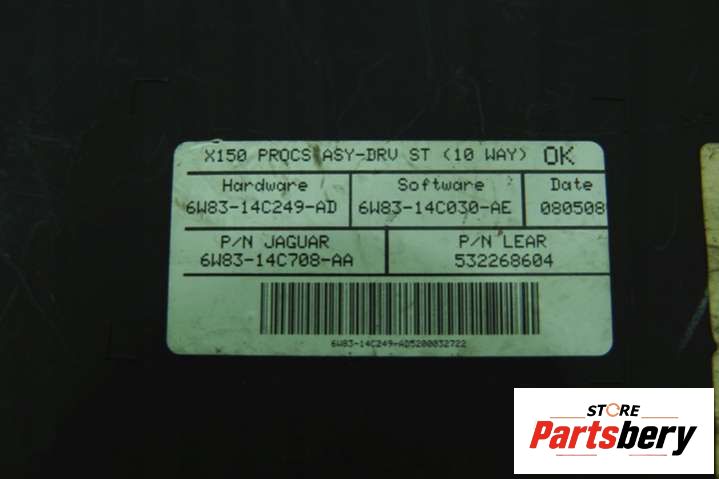 X150 PROCS ASY-DRV ST (10 WAY) OK
Hardware Software Date
6W83-14C249-AD 6W83-14C030-AE 080508
P/N JAGUAR P/N LEAR
6W83-14C708-AA 532268604
6W83-14C249-AD5200032722
STORE
Partsbery